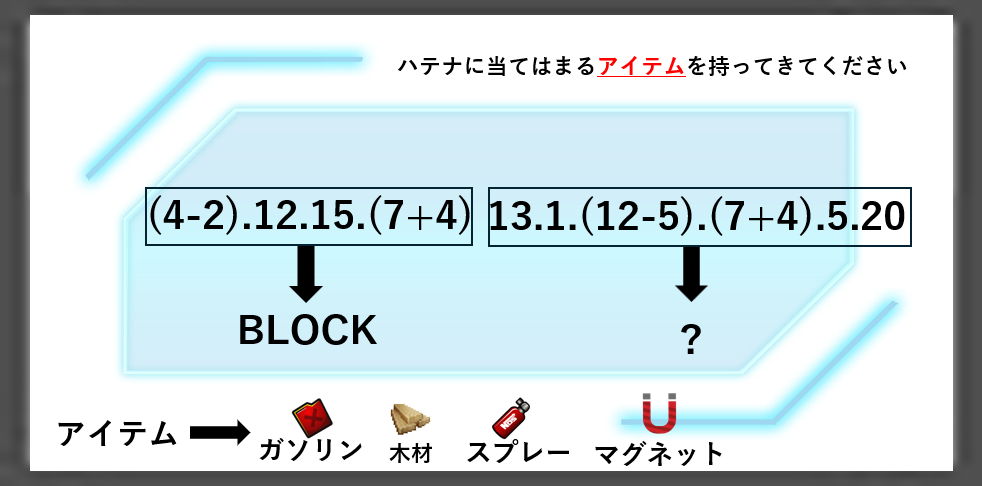 ハテナに当てはまるアイテムを持ってきてください
(4-2).12.15.(7+4) 13.1.(12-5).(7+4).5.20
BLOCK ?
アイテム ガソリン 木材 スプレー マグネット
NOS